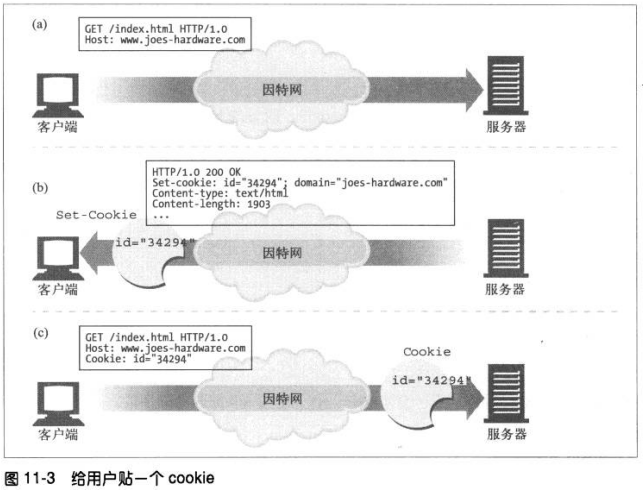 (a)
GET /index.html HTTP/1.0
Host: www.joes-hardware.com
因特网
客户端
服务器
(b)
HTTP/1.0 200 OK
Set-cookie: id="34294"; domain="joes-hardware.com"
Content-type: text/html
Content-length: 1903
...
Set-Cookie
id="34294"
因特网
客户端
服务器
(c)
GET /index.html HTTP/1.0
Host: www.joes-hardware.com
Cookie: id="34294"
Cookie
id="34294"
因特网
客户端
服务器
图 11-3 给用户贴一个 cookie